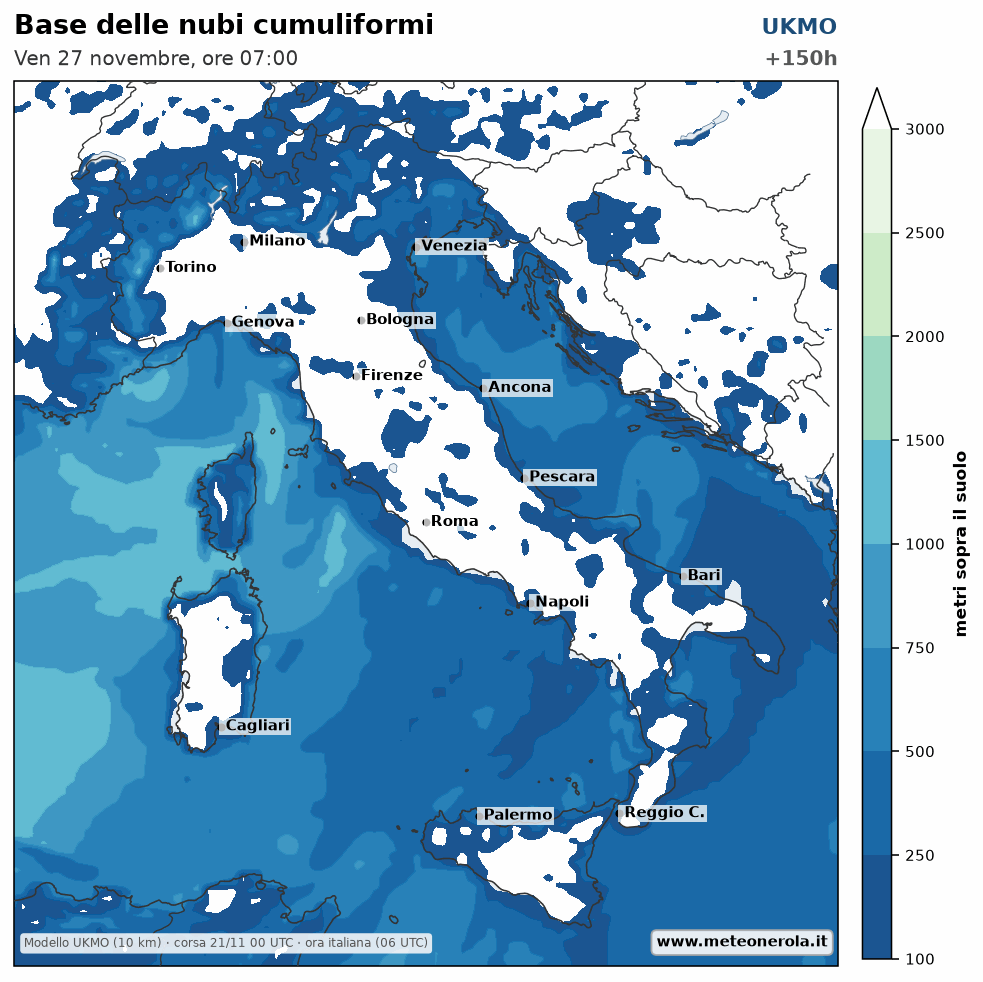 Base delle nubi cumuliformi
UKMO
Ven 27 novembre, ore 07:00
+150h
3000
2500
2000
1500
1000
750
500
250
100
metri sopra il suolo
Milano
Venezia
Torino
Genova
Bologna
Firenze
Ancona
Pescara
Roma
Bari
Napoli
Cagliari
Palermo
Reggio C.
Modello UKMO (10 km) · corsa 21/11 00 UTC · ora italiana (06 UTC)
www.meteonerola.it